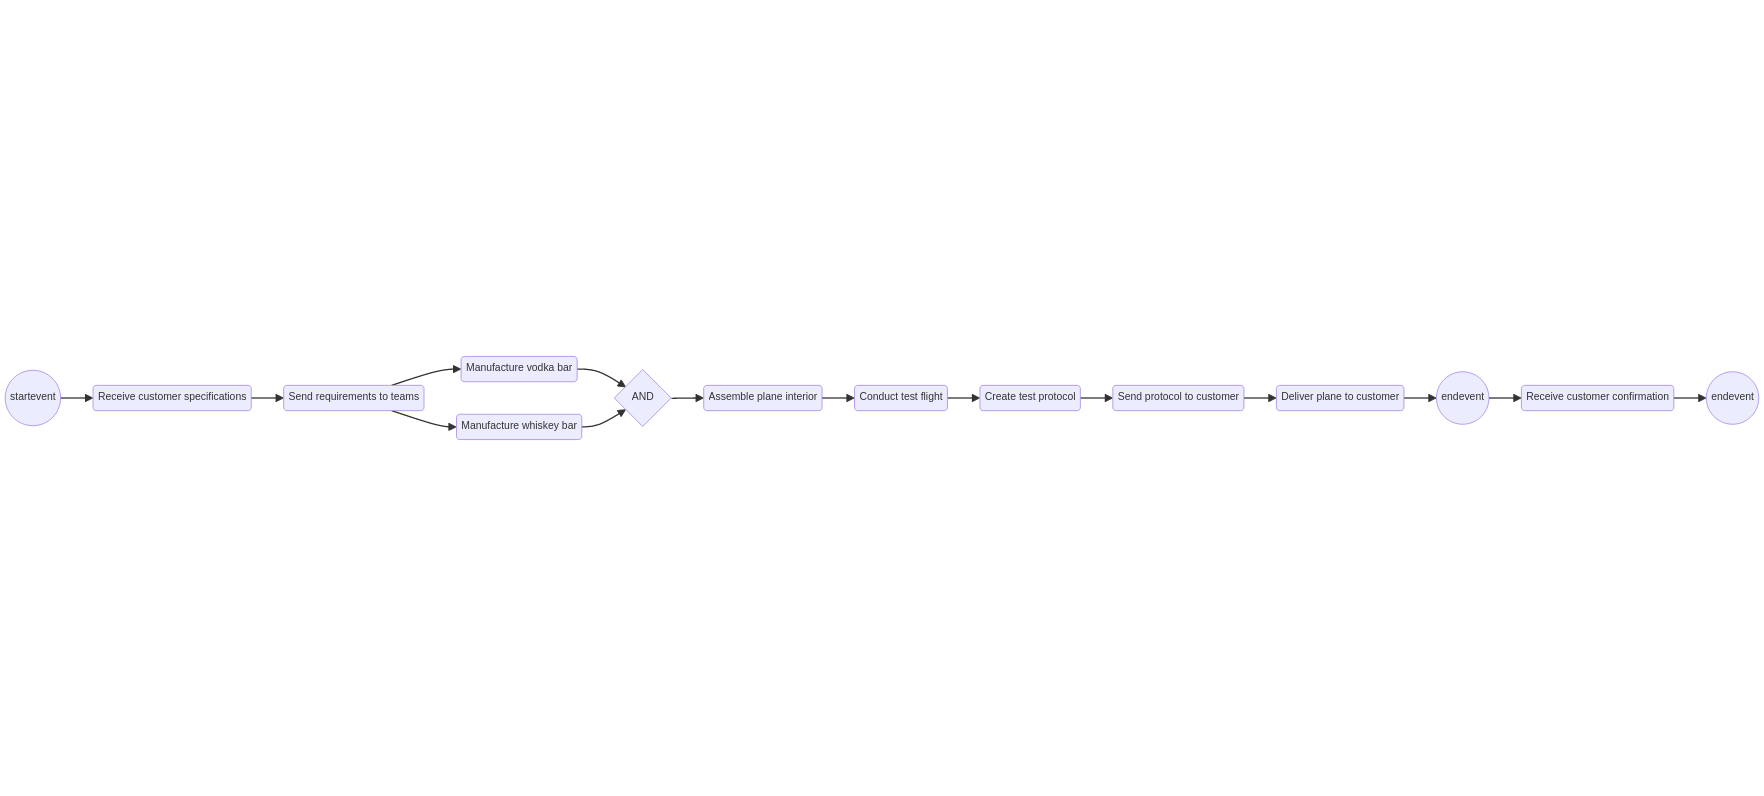 startevent
Receive customer specifications
Send requirements to teams
Manufacture vodka bar
Manufacture whiskey bar
AND
Assemble plane interior
Conduct test flight
Create test protocol
Send protocol to customer
Deliver plane to customer
endevent
Receive customer confirmation
endevent